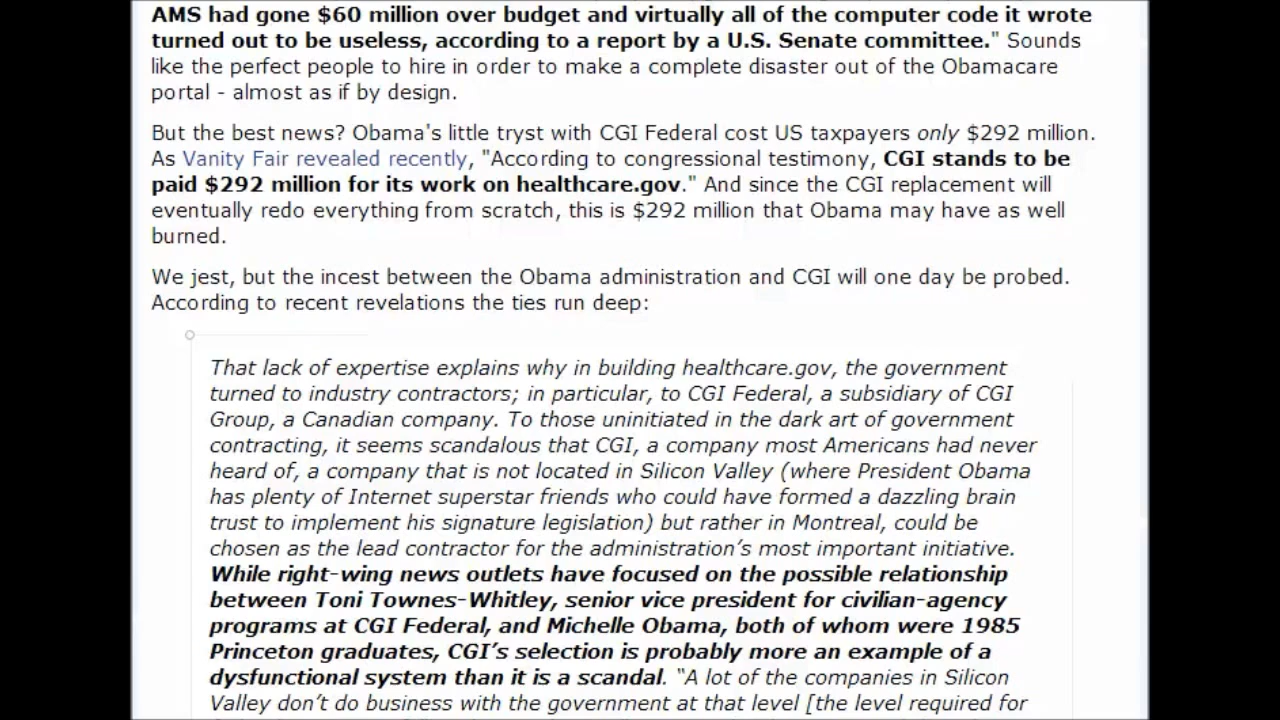 AMS had gone $60 million over budget and virtually all of the computer code it wrote
turned out to be useless, according to a report by a U.S. Senate committee." Sounds
like the perfect people to hire in order to make a complete disaster out of the Obamacare
portal - almost as if by design.
But the best news? Obama's little tryst with CGI Federal cost US taxpayers only $292 million.
As Vanity Fair revealed recently, "According to congressional testimony, CGI stands to be
paid $292 million for its work on healthcare.gov." And since the CGI replacement will
eventually redo everything from scratch, this is $292 million that Obama may have as well
burned.
We jest, but the incest between the Obama administration and CGI will one day be probed.
According to recent revelations the ties run deep:
That lack of expertise explains why in building healthcare.gov, the government
turned to industry contractors; in particular, to CGI Federal, a subsidiary of CGI
Group, a Canadian company. To those uninitiated in the dark art of government
contracting, it seems scandalous that CGI, a company most Americans had never
heard of, a company that is not located in Silicon Valley (where President Obama
has plenty of Internet superstar friends who could have formed a dazzling brain
trust to implement his signature legislation) but rather in Montreal, could be
chosen as the lead contractor for the administration’s most important initiative.
While right-wing news outlets have focused on the possible relationship
between Toni Townes-Whitley, senior vice president for civilian-agency
programs at CGI Federal, and Michelle Obama, both of whom were 1985
Princeton graduates, CGI’s selection is probably more an example of a
dysfunctional system than it is a scandal. “A lot of the companies in Silicon
Valley don’t do business with the government at that level [the level required for